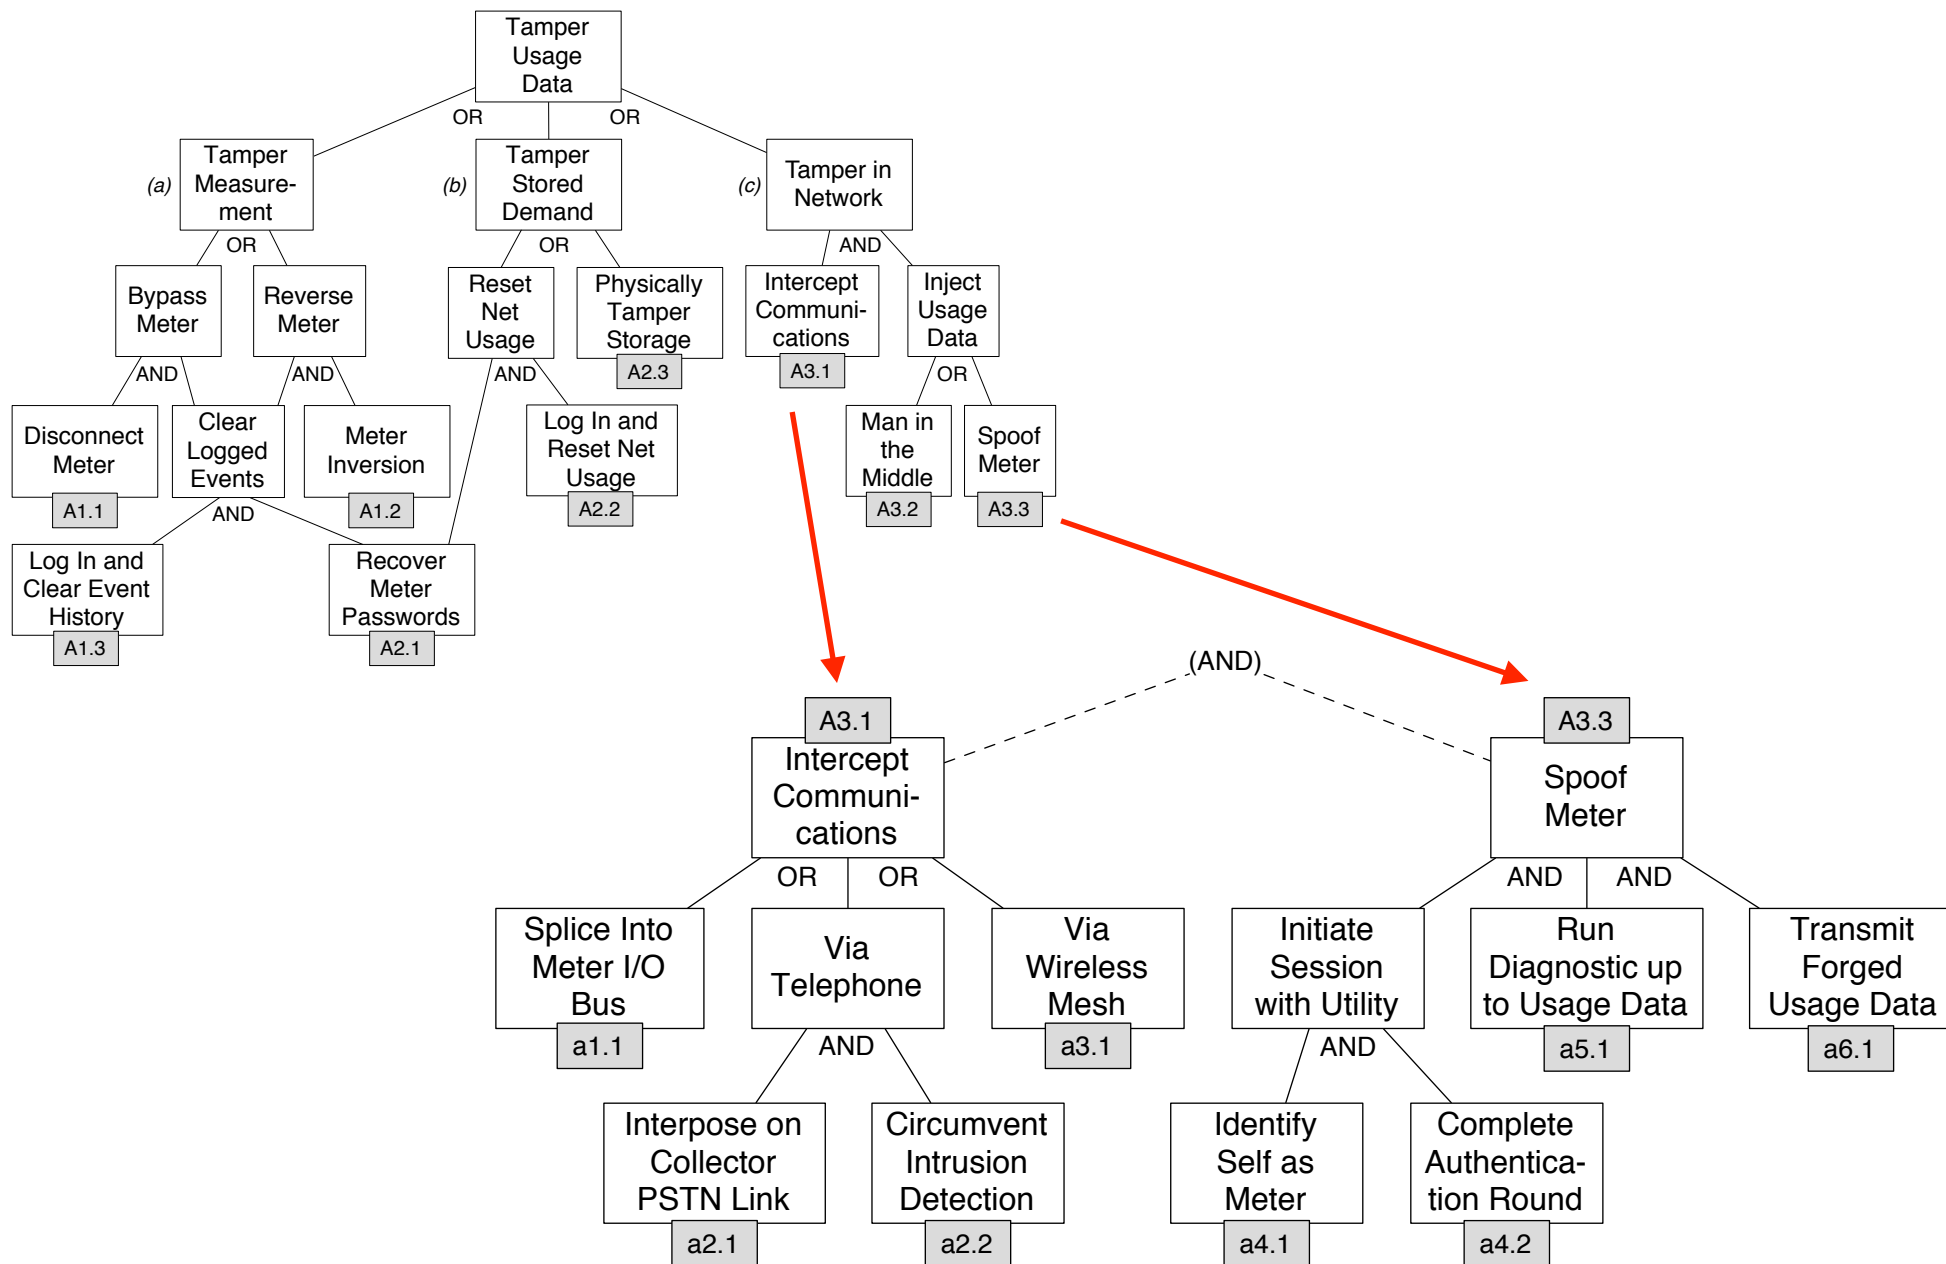 Tamper
Usage
Data
OR
OR
(a)
Tamper
Measure-
ment
(b)
Tamper
Stored
Demand
(c)
Tamper in
Network
OR
OR
AND
Bypass
Meter
Reverse
Meter
Reset
Net
Usage
Physically
Tamper
Storage
A2.3
Intercept
Communi-
cations
A3.1
Inject
Usage
Data
AND
AND
AND
OR
Disconnect
Meter
A1.1
Clear
Logged
Events
Meter
Inversion
A1.2
Log In and
Reset Net
Usage
A2.2
Man in
the
Middle
A3.2
Spoof
Meter
A3.3
AND
Log In and
Clear Event
History
A1.3
Recover
Meter
Passwords
A2.1
(AND)
A3.1
Intercept
Communi-
cations
A3.3
Spoof
Meter
OR
OR
AND
AND
Splice Into
Meter I/O
Bus
a1.1
Via
Telephone
Via
Wireless
Mesh
a3.1
Initiate
Session
with Utility
Run
Diagnostic up
to Usage Data
a5.1
Transmit
Forged
Usage Data
a6.1
AND
AND
Interpose on
Collector
PSTN Link
a2.1
Circumvent
Intrusion
Detection
a2.2
Identify
Self as
Meter
a4.1
Complete
Authentica-
tion Round
a4.2